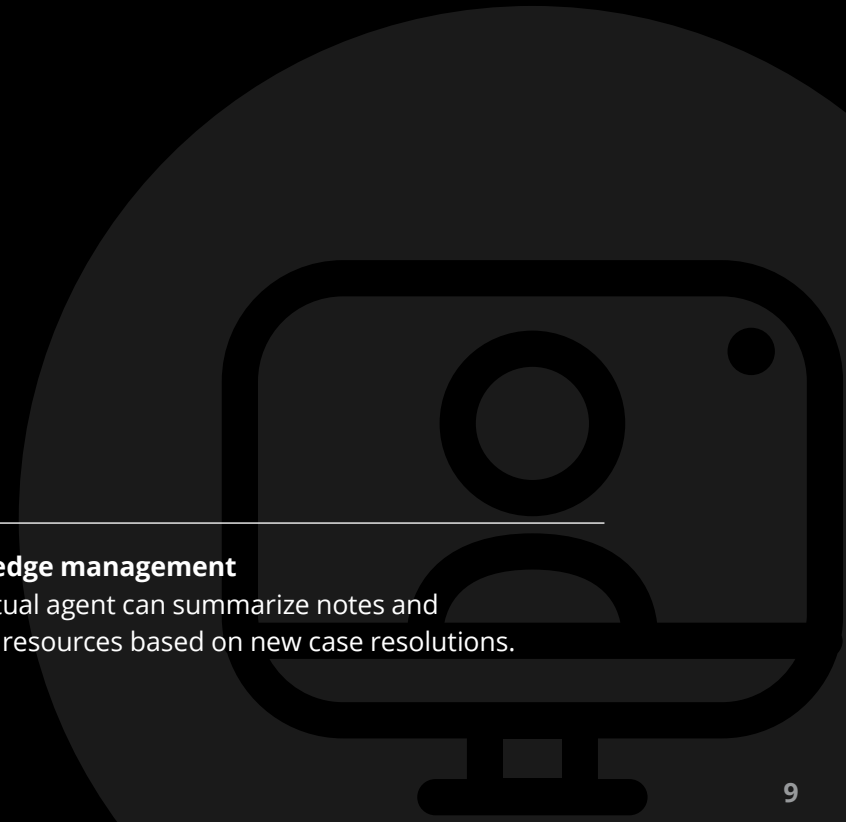 edge management
tual agent can summarize notes and
resources based on new case resolutions.
9